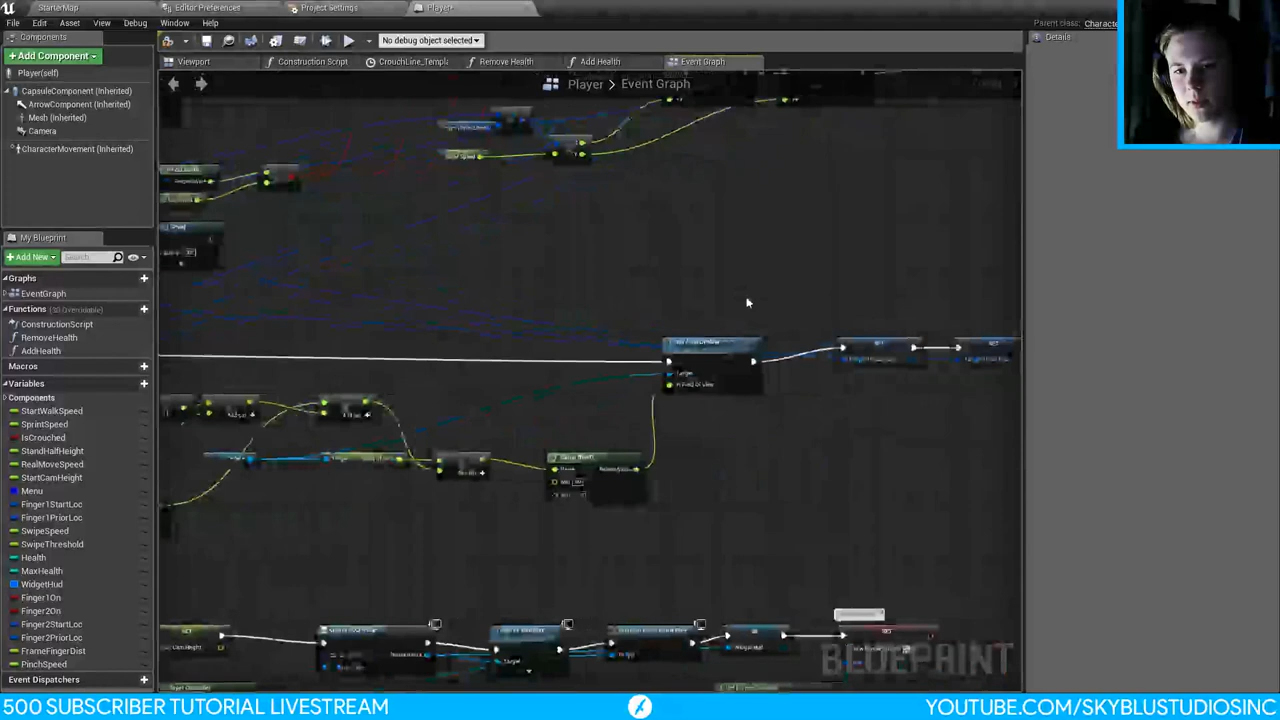 StarterMap
Editor Preferences
Project Settings
Player*
File Edit Asset View Debug Window Help
Parent class: Characte
Components
Details
+Add Component
No debug object selected
Player(self)
Viewport
Construction Script
Remove Health
Add Health
Event Graph
CapsuleComponent (Inherited)
Player > Event Graph
ArrowComponent (Inherited)
Mesh (Inherited)
Camera
CharacterMovement (Inherited)
My Blueprint
+Add New
Search
Graphs
EventGraph
Functions
ConstructionScript
RemoveHealth
AddHealth
Macros
Variables
Components
StartWalkSpeed
SprintSpeed
IsCrouched
StandHalfHeight
RealMoveSpeed
StartCamHeight
Menu
Finger1StartLoc
Finger1PriorLoc
SwipeSpeed
SwipeThreshold
Health
MaxHealth
WidgetHud
Finger1On
Finger2On
Finger2StartLoc
Finger2PriorLoc
FrameFingerDist
PinchSpeed
Event Dispatchers
Target
BLUEPRINT
500 SUBSCRIBER TUTORIAL LIVESTREAM
YOUTUBE.COM/SKYBLUSTUDIOSINC